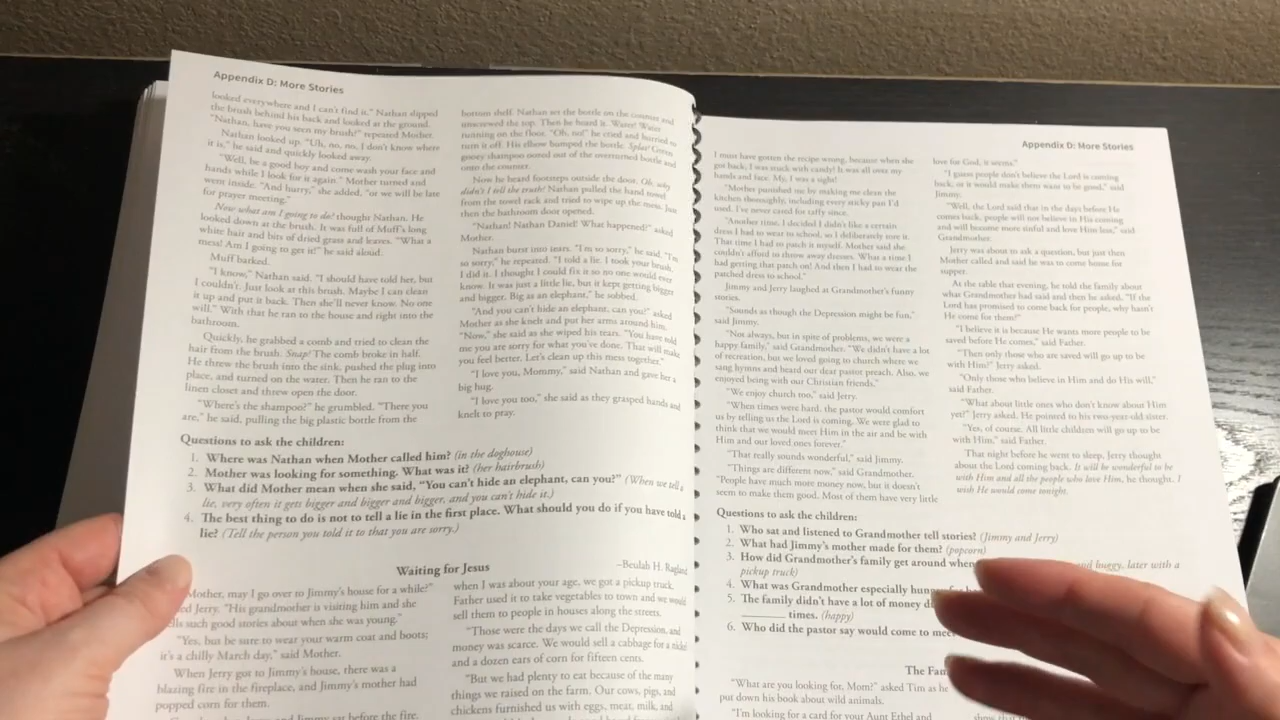 Appendix D: More Stories
looked everywhere and I can't find it." Nathan slipped
the brush behind his back and looked at the ground.
"Nathan, have you seen my brush?" repeated Mother.
Nathan looked up. "Uh, no, no, I don't know where
it is," he said and quickly looked away.
"Well, be a good boy and come wash your face and
hands while I look for it again." Mother turned and
went inside. "And hurry," she added, "or we will be late
for prayer meeting."
Now what am I going to do? thought Nathan. He
looked down at the brush. It was full of Muff's long
white hair and bits of dried grass and leaves. "What a
mess! Am I going to get it!" he said aloud.
Muff barked.
"I know," Nathan said. "I should have told her, but
I couldn't. Just look at this brush. Maybe I can clean
it up and put it back. Then she'll never know. No one
will." With that he ran to the house and right into the
bathroom.
Quickly, he grabbed a comb and tried to clean the
hair from the brush. Snap! The comb broke in half.
He threw the brush into the sink, pushed the plug into
place, and turned on the water. Then he ran to the
linen closet and threw open the door.
"Where's the shampoo?" he grumbled. "There you
are," he said, pulling the big plastic bottle from the
bottom shelf. Nathan set the bottle on the counter and
unscrewed the top. Then he heard it. Water! Water
running on the floor. "Oh, no!" he cried and hurried to
turn it off. His elbow bumped the bottle. Splat! Green
gooey shampoo oozed out of the overturned bottle and
onto the counter.
Now he heard footsteps outside the door. Oh, why
didn't I tell the truth? Nathan pulled the hand towel
from the towel rack and tried to wipe up the mess. Just
then the bathroom door opened.
"Nathan! Nathan Daniel! What happened?" asked
Mother.
Nathan burst into tears. "I'm so sorry," he said. "I'm
so sorry," he repeated. "I told a lie. I took your brush,
I did it. I thought I could fix it so no one would ever
know. It was just a little lie, but it kept getting bigger
and bigger. Big as an elephant," he sobbed.
"And you can't hide an elephant, can you?" asked
Mother as she knelt and put her arms around him.
"Now," she said as she wiped his tears. "You have told
me you are sorry for what you've done. That will make
you feel better. Let's clean up this mess together."
"I love you, Mommy," said Nathan and gave her a
big hug.
"I love you too," she said as they grasped hands and
knelt to pray.
Questions to ask the children:
1. Where was Nathan when Mother called him? (in the doghouse)
2. Mother was looking for something. What was it? (her hairbrush)
3. What did Mother mean when she said, "You can't hide an elephant, can you?" (When we tell a
lie, very often it gets bigger and bigger and bigger, and you can't hide it.)
4. The best thing to do is not to tell a lie in the first place. What should you do if you have told a
lie? (Tell the person you told it to that you are sorry.)
Waiting for Jesus
–Beulah H. Ragland
Mother, may I go over to Jimmy's house for a while?"
Jerry. "His grandmother is visiting him and she
such good stories about when she was young."
"Yes, but be sure to wear your warm coat and boots;
it's a chilly March day," said Mother.
When Jerry got to Jimmy's house, there was a
blazing fire in the fireplace, and Jimmy's mother had
popped corn for them.
before the fire.
when I was about your age, we got a pickup truck.
Father used it to take vegetables to town and we would
sell them to people in houses along the streets.
"Those were the days we call the Depression, and
money was scarce. We would sell a cabbage for a nickel
and a dozen ears of corn for fifteen cents.
"But we had plenty to eat because of the many
things we raised on the farm. Our cows, pigs, and
chickens furnished us with eggs, meat, milk, and
Appendix D: More Stories
I must have gotten the recipe wrong, because when she
got back, I was stuck with candy! It was all over my
hands and face. My, I was a sight!
"Mother punished me by making me clean the
kitchen thoroughly, including every sticky pan I'd
used. I've never cared for taffy since.
"Another time, I decided I didn't like a certain
dress I had to wear to school, so I deliberately tore it.
That time I had to patch it myself. Mother said she
couldn't afford to throw away dresses. What a time I
had getting that patch on! And then I had to wear the
patched dress to school."
Jimmy and Jerry laughed at Grandmother's funny
stories.
"Sounds as though the Depression might be fun,"
said Jimmy.
"Not always, but in spite of problems, we were a
happy family," said Grandmother. "We didn't have a lot
of recreation, but we loved going to church where we
sang hymns and heard our dear pastor preach. Also, we
enjoyed being with our Christian friends."
"We enjoy church too," said Jerry.
"When times were hard, the pastor would comfort
us by telling us the Lord is coming. We were glad to
think that we would meet Him in the air and be with
Him and our loved ones forever."
"That really sounds wonderful," said Jimmy.
"Things are different now," said Grandmother.
"People have much more money now, but it doesn't
seem to make them good. Most of them have very little
love for God, it seems."
"I guess people don't believe the Lord is coming
back, or it would make them want to be good," said
Jimmy.
"Well, the Lord said that in the days before He
comes back, people will not believe in His coming
and will become more sinful and love Him less," said
Grandmother.
Jerry was about to ask a question, but just then
Mother called and said he was to come home for
supper.
At the table that evening, he told the family about
what Grandmother had said and then he asked, "If the
Lord has promised to come back for people, why hasn't
He come for them?"
"I believe it is because He wants more people to be
saved before He comes," said Father.
"Then only those who are saved will go up to be
with Him?" Jerry asked.
"Only those who believe in Him and do His will,"
said Father.
"What about little ones who don't know about Him
yet?" Jerry asked. He pointed to his two-year-old sister.
"Yes, of course. All little children will go up to be
with Him," said Father.
That night before he went to sleep, Jerry thought
about the Lord coming back. It will be wonderful to be
with Him and all the people who love Him, he thought. I
wish He would come tonight.
Questions to ask the children:
1. Who sat and listened to Grandmother tell stories? (Jimmy and Jerry)
2. What had Jimmy's mother made for them? (popcorn)
3. How did Grandmother's family get around when and buggy, later with a
pickup truck)
4. What was Grandmother especially
5. The family didn't have a lot of money
______ times. (happy)
6. Who did the pastor say would come to
The
"What are you looking for, Mom?" asked Tim as he
put down his book about wild animals.
"I'm looking for a card for your Aunt Ethel and